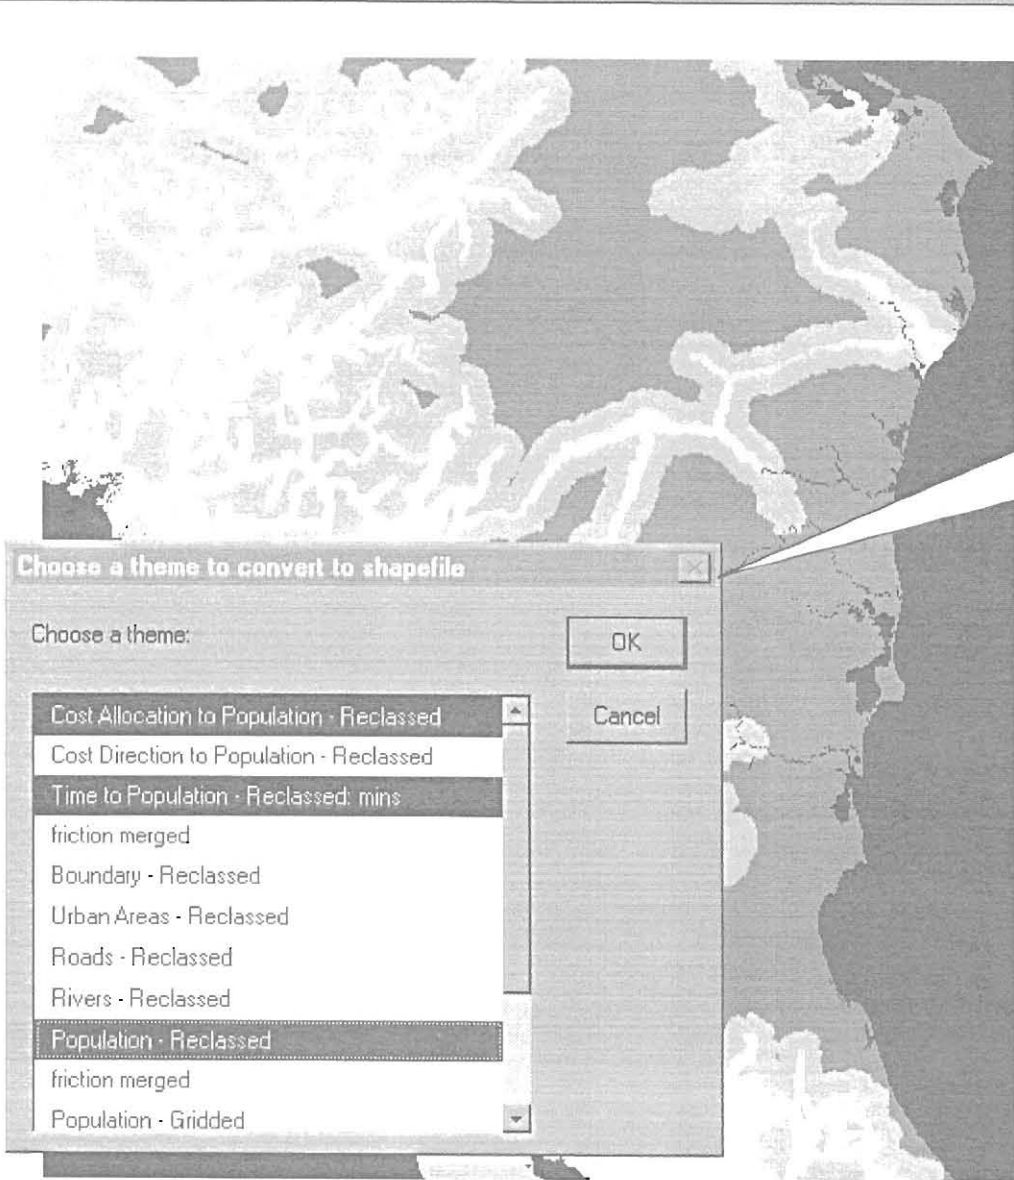 Choose a theme to convert to shapefile
Choose a theme:
OK
Cancel
Cost Allocation to Population - Reclassed
Cost Direction to Population - Reclassed
Time to Population - Reclassed: mins
friction merged
Boundary - Reclassed
Urban Areas - Reclassed
Roads - Reclassed
Rivers - Reclassed
Population - Reclassed
friction merged
Population - Gridded